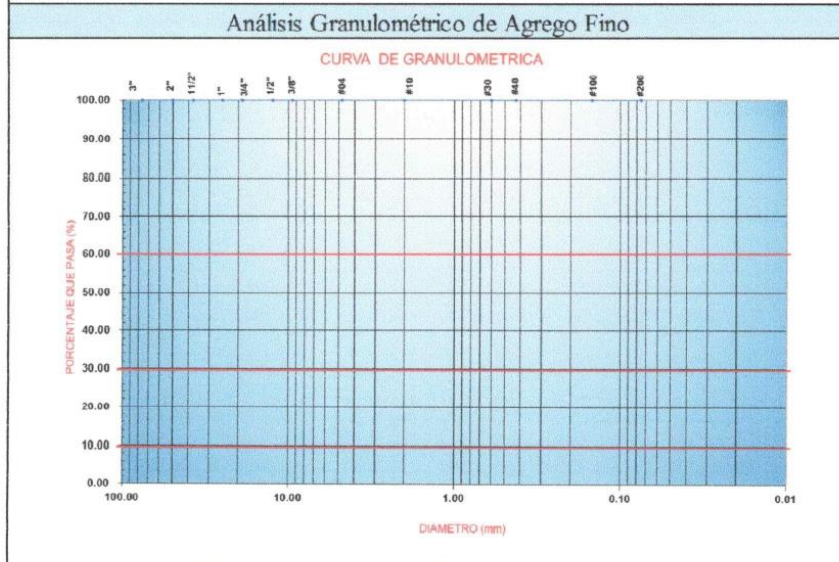 Análisis Granulométrico de Agrego Fino
CURVA DE GRANULOMETRICA
3" 2" 11/2" 1" 3/4" 1/2" 3/8" #04 #10 #30 #40 #100 #200
100.00
90.00
80.00
70.00
60.00
50.00
40.00
30.00
20.00
10.00
0.00
PORCENTAJE QUE PASA (%)
100.00 10.00 1.00 0.10 0.01
DIAMETRO (mm)